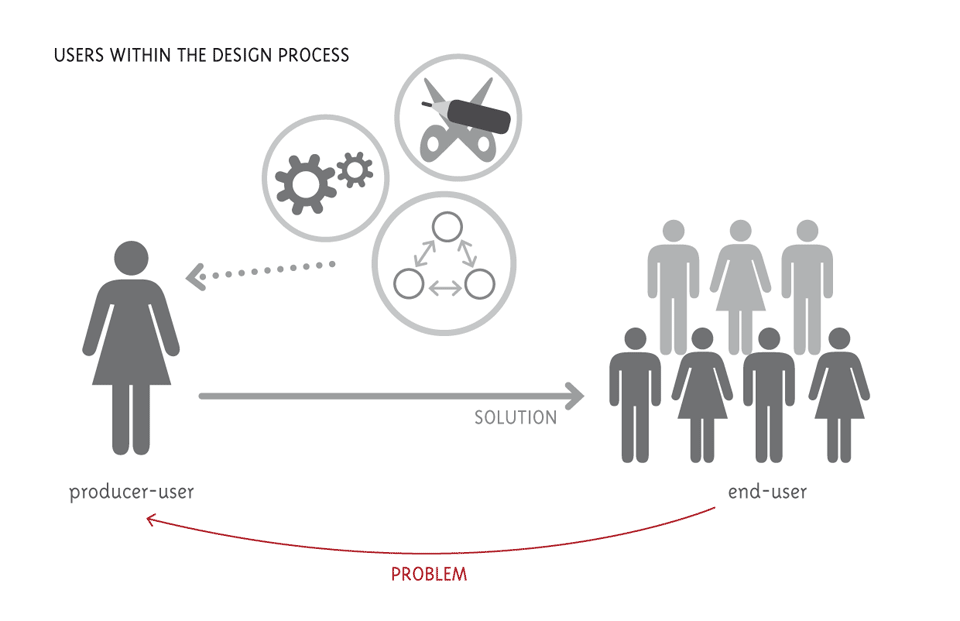 USERS WITHIN THE DESIGN PROCESS
SOLUTION
producer-user
end-user
PROBLEM